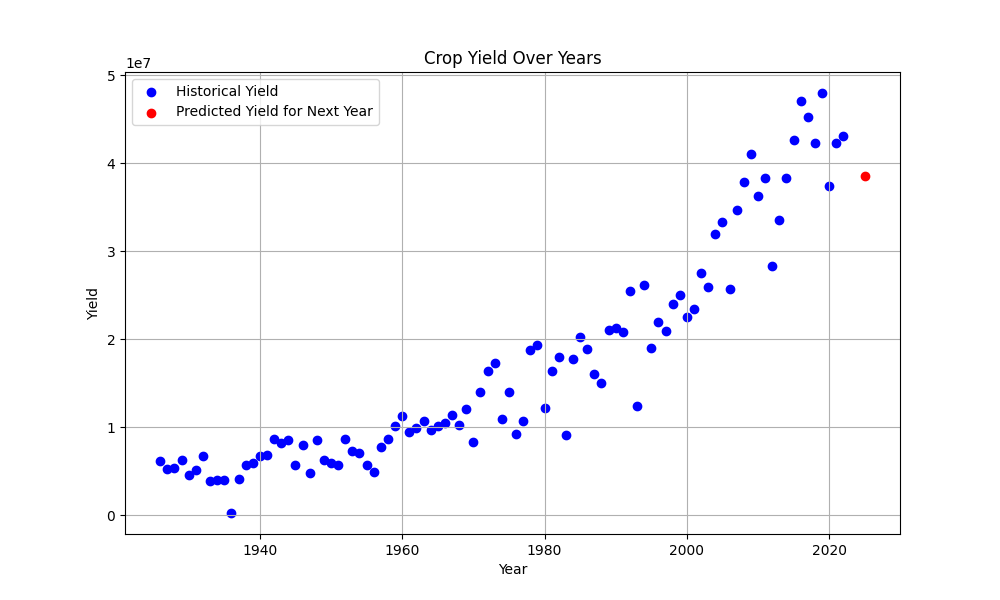 Crop Yield Over Years
1e7
Historical Yield
Predicted Yield for Next Year
5
4
3
2
1
0
Yield
1940 1960 1980 2000 2020
Year